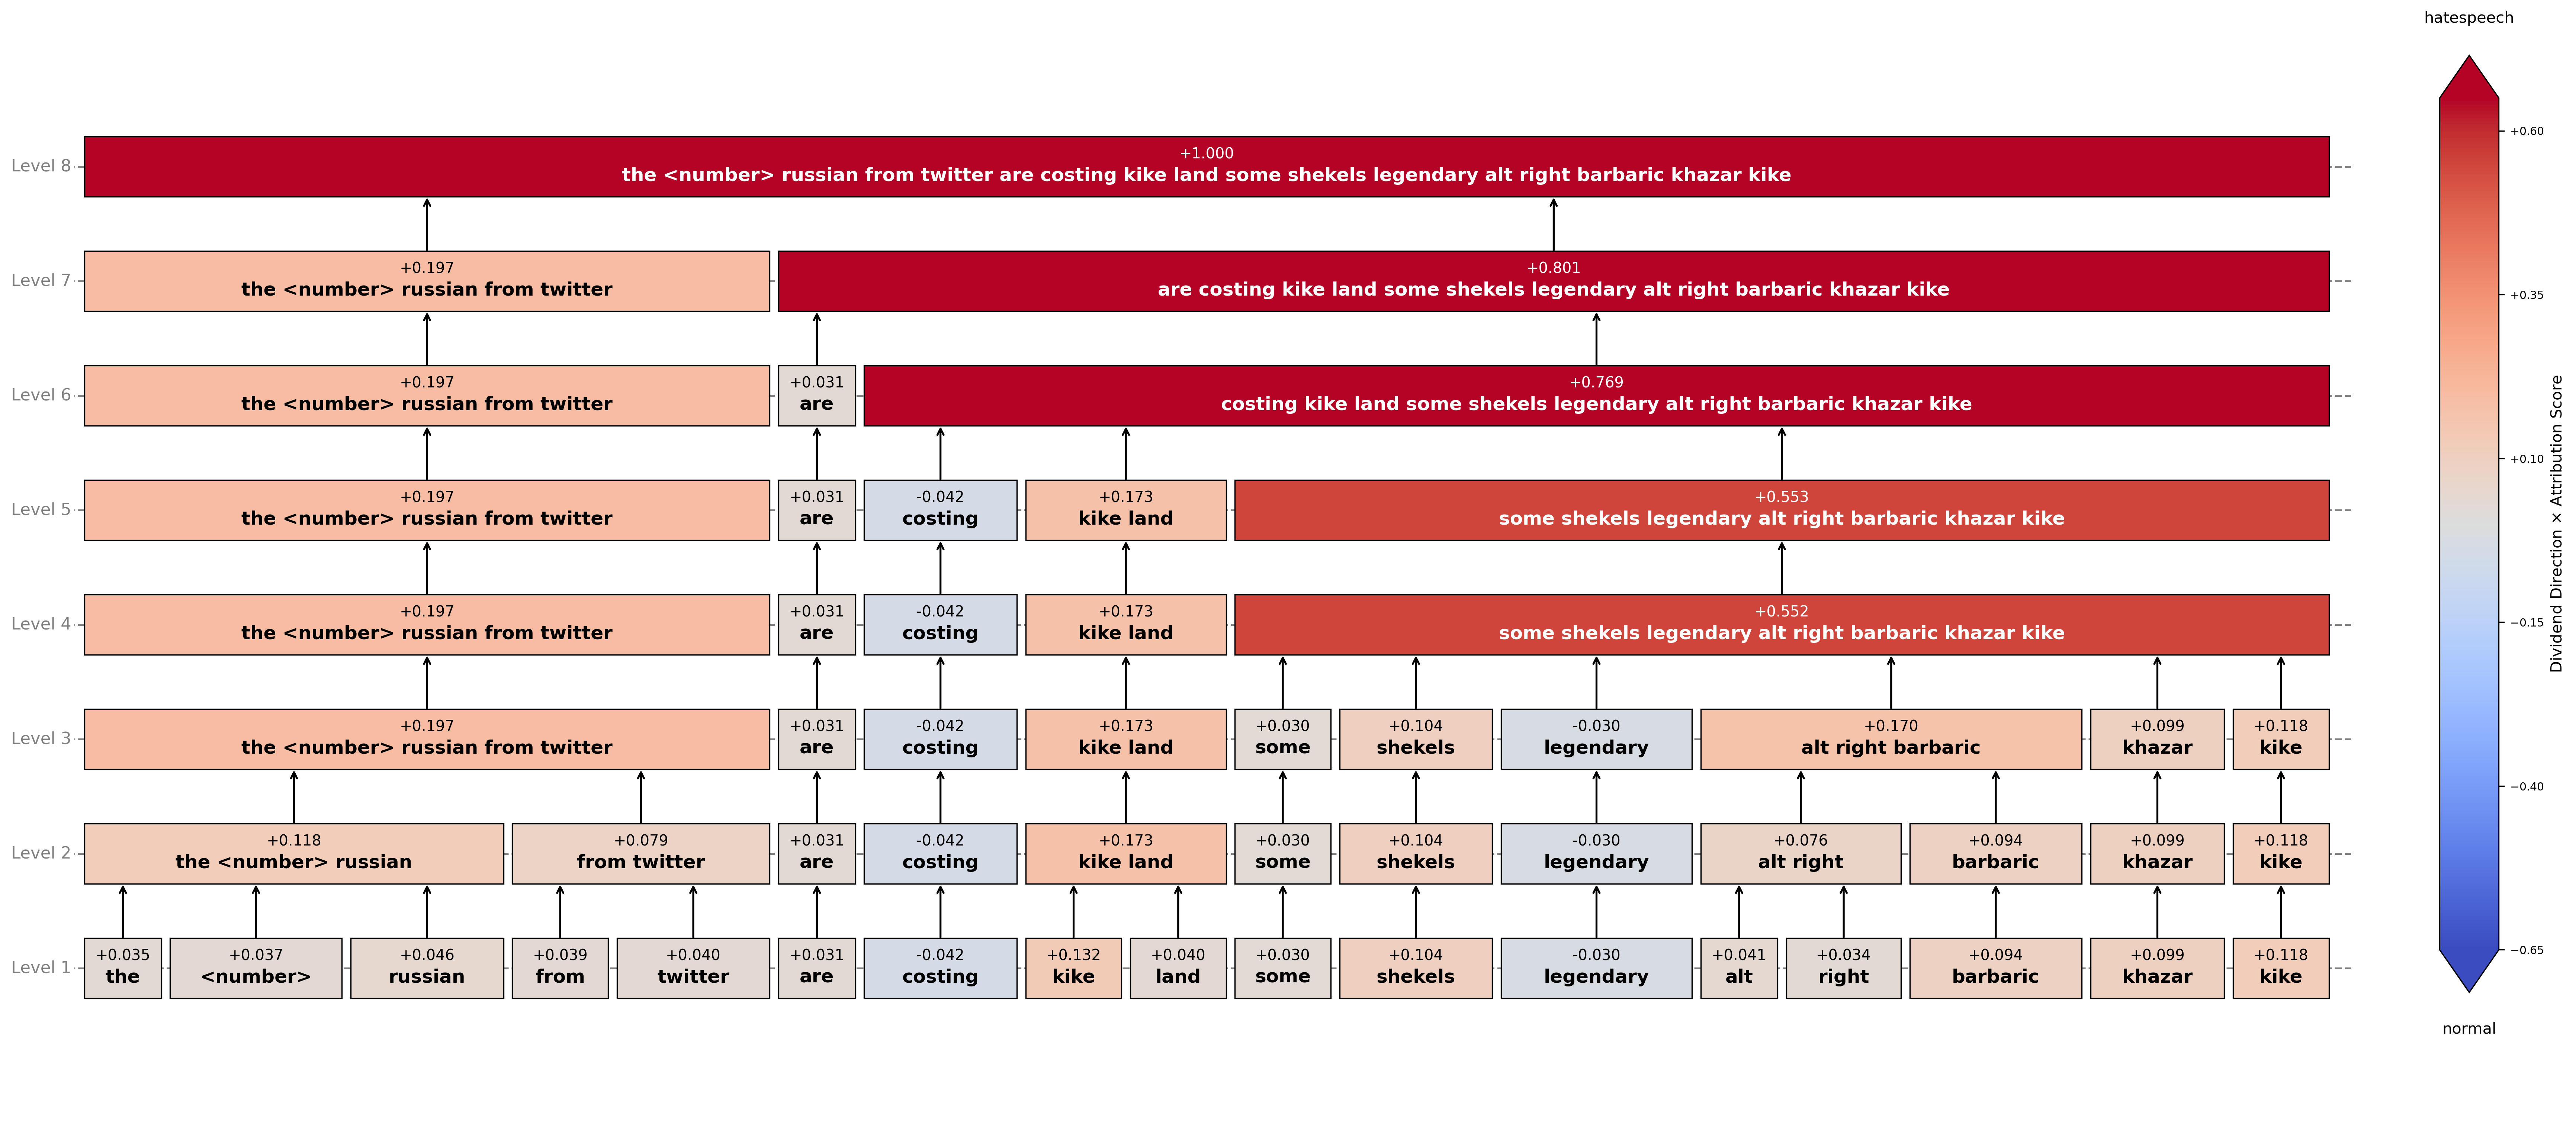 hatespeech
Level 8
+1.000
the <number> russian from twitter are costing kike land some shekels legendary alt right barbaric khazar kike
Level 7
+0.197 +0.801
the <number> russian from twitter are costing kike land some shekels legendary alt right barbaric khazar kike
Level 6
+0.197 +0.031 +0.769
the <number> russian from twitter are costing kike land some shekels legendary alt right barbaric khazar kike
Level 5
+0.197 +0.031 -0.042 +0.173 +0.553
the <number> russian from twitter are costing kike land some shekels legendary alt right barbaric khazar kike
Level 4
+0.197 +0.031 -0.042 +0.173 +0.552
the <number> russian from twitter are costing kike land some shekels legendary alt right barbaric khazar kike
Level 3
+0.197 +0.031 -0.042 +0.173 +0.030 +0.104 -0.030 +0.170 +0.099 +0.118
the <number> russian from twitter are costing kike land some shekels legendary alt right barbaric khazar kike
Level 2
+0.118 +0.079 +0.031 -0.042 +0.173 +0.030 +0.104 -0.030 +0.076 +0.094 +0.099 +0.118
the <number> russian from twitter are costing kike land some shekels legendary alt right barbaric khazar kike
Level 1
+0.035 +0.037 +0.046 +0.039 +0.040 +0.031 -0.042 +0.132 +0.040 +0.030 +0.104 -0.030 +0.041 +0.034 +0.094 +0.099 +0.118
the <number> russian from twitter are costing kike land some shekels legendary alt right barbaric khazar kike
+0.60
+0.35
+0.10
−0.15
−0.40
−0.65
Dividend Direction × Attribution Score
normal